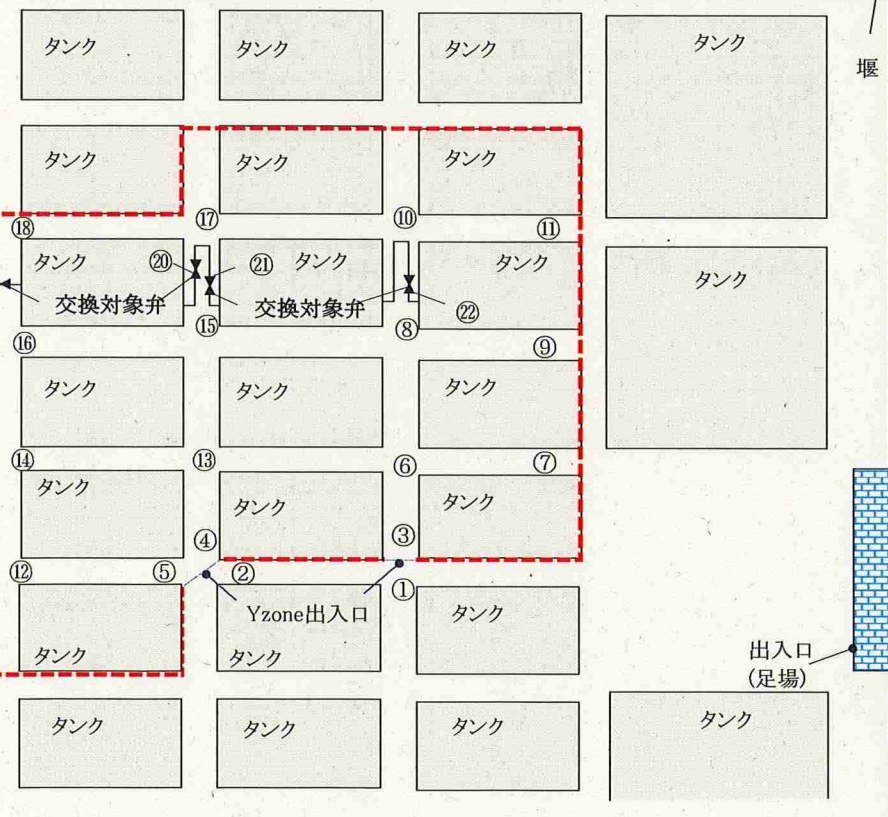 タンク
タンク
タンク
タンク
堰
タンク
タンク
タンク
⑱
⑰
⑩
⑪
タンク
⑳
㉑
タンク
タンク
タンク
交換対象弁
交換対象弁
㉒
⑮
⑧
⑯
⑨
タンク
タンク
タンク
⑭
⑬
⑥
⑦
タンク
タンク
タンク
④
③
⑫
⑤
②
①
Yzone出入口
タンク
タンク
タンク
出入口
(足場)
タンク
タンク
タンク
タンク